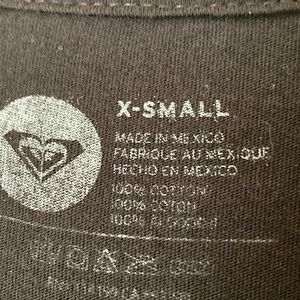 X-SMALL
MADE IN MEXICO
FABRIQUE AU MEXIQUE
HECHO EN MEXICO
100% COTTON
100% COTON
100% ALGODON